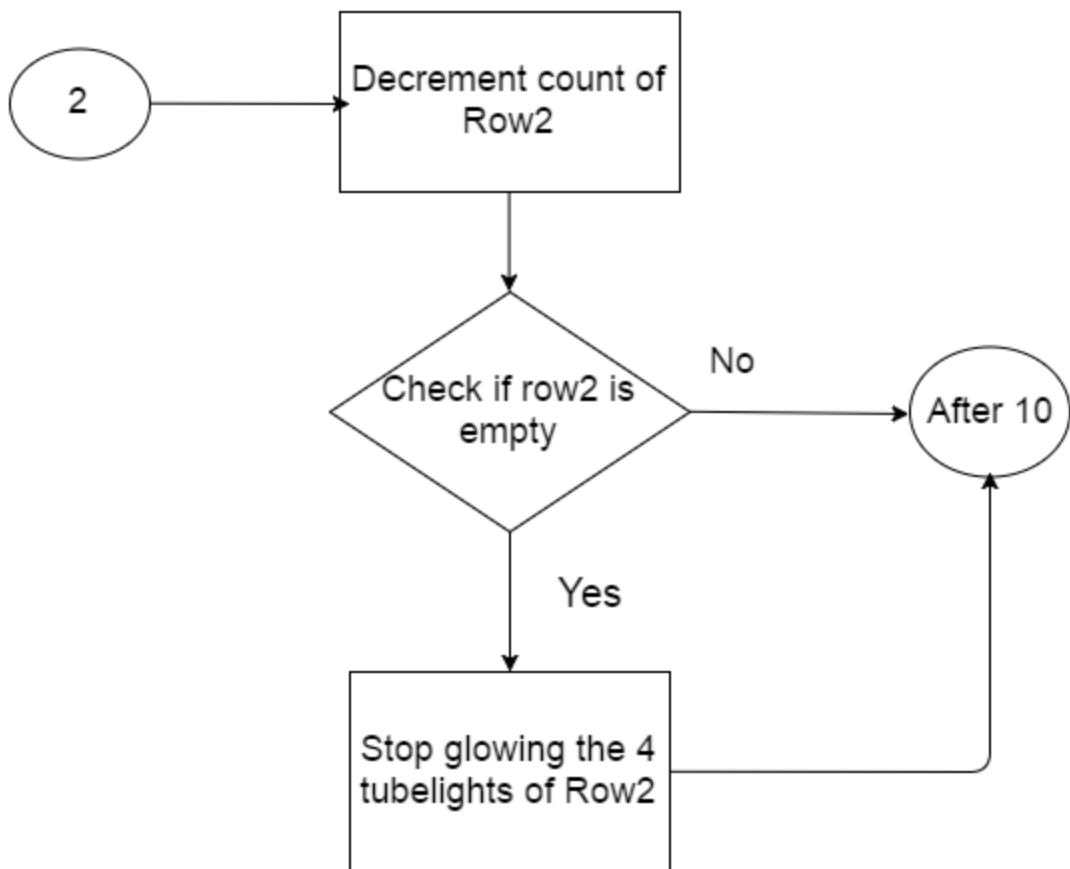 2
Decrement count of
Row2
Check if row2 is
empty
No
After 10
Yes
Stop glowing the 4
tubelights of Row2